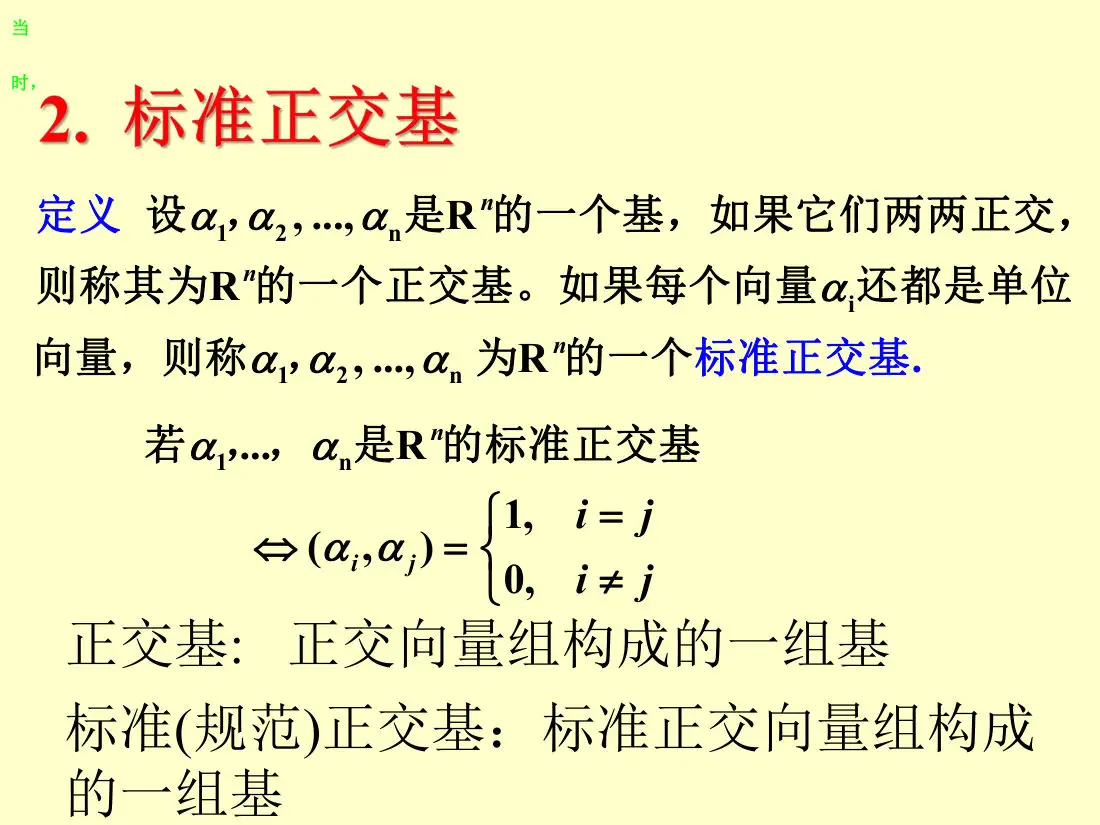 当
时，
2. 标准正交基
定义 设α₁，α₂，...，αₙ是Rⁿ的一个基，如果它们两两正交，
则称其为Rⁿ的一个正交基。如果每个向量αᵢ还都是单位
向量，则称α₁，α₂，...，αₙ 为Rⁿ的一个标准正交基.
若α₁，...， αₙ是Rⁿ的标准正交基
⇔ (αᵢ, αⱼ) = { 1, i = j
0, i ≠ j
正交基: 正交向量组构成的一组基
标准(规范)正交基：标准正交向量组构成
的一组基